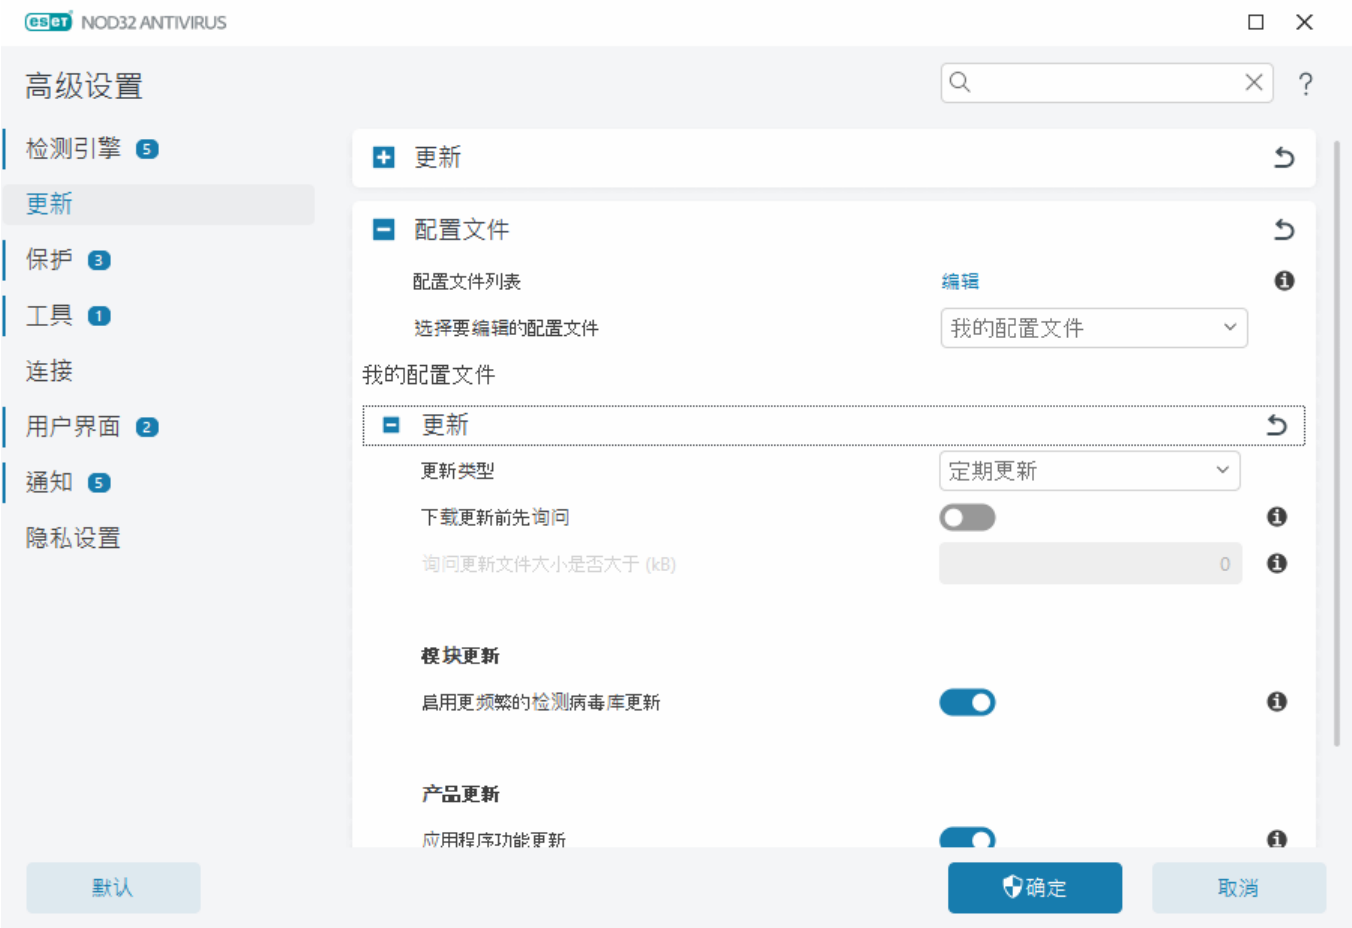 eset NOD32 ANTIVIRUS
高级设置
?
检测引擎 5
更新
保护 3
工具 1
连接
用户界面 2
通知 5
隐私设置
更新
配置文件
配置文件列表 编辑
选择要编辑的配置文件 我的配置文件
我的配置文件
更新
更新类型 定期更新
下载更新前先询问
询问更新文件大小是否大于 (kB) 0
模块更新
启用更频繁的检测病毒库更新
产品更新
应用程序功能更新
默认 确定 取消